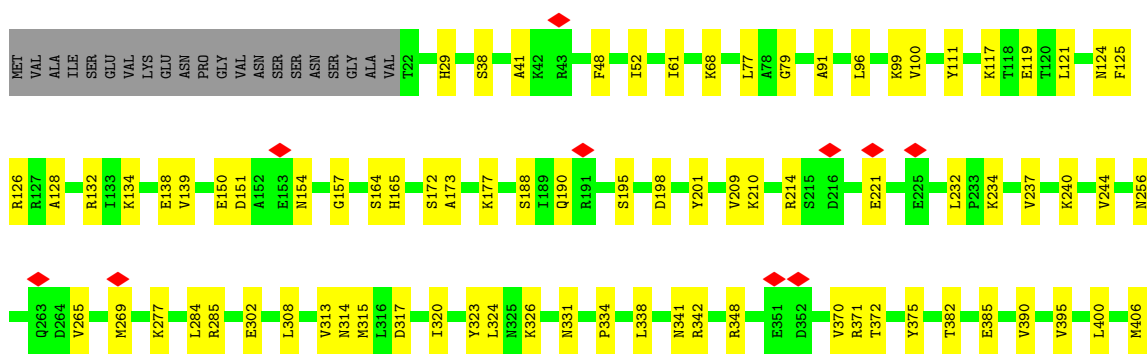 MET VAL ALA ILE SER GLU VAL LYS GLU ASN PRO GLY VAL ASN SER SER ASN SER GLY ALA VAL T22 H29 S38 A41 K42 R43 F48 I52 I61 K68 L77 A78 G79 A91 L96 K99 V100 Y111 K117 T118 E119 T120 L121 N124 F125
R126 R127 A128 R132 I133 K134 E138 V139 E150 D151 A152 E153 N154 G157 S164 H165 S172 A173 K177 S188 I189 Q190 R191 S195 D198 Y201 V209 K210 R214 S215 D216 E221 E225 L232 P233 K234 V237 K240 V244 N256
Q263 D264 V265 M269 K277 L284 R285 E302 L308 V313 N314 M315 L316 D317 I320 Y323 L324 N325 K326 N331 P334 L338 N341 R342 R348 E351 D352 V370 R371 T372 Y375 T382 E385 V390 V395 L400 M406